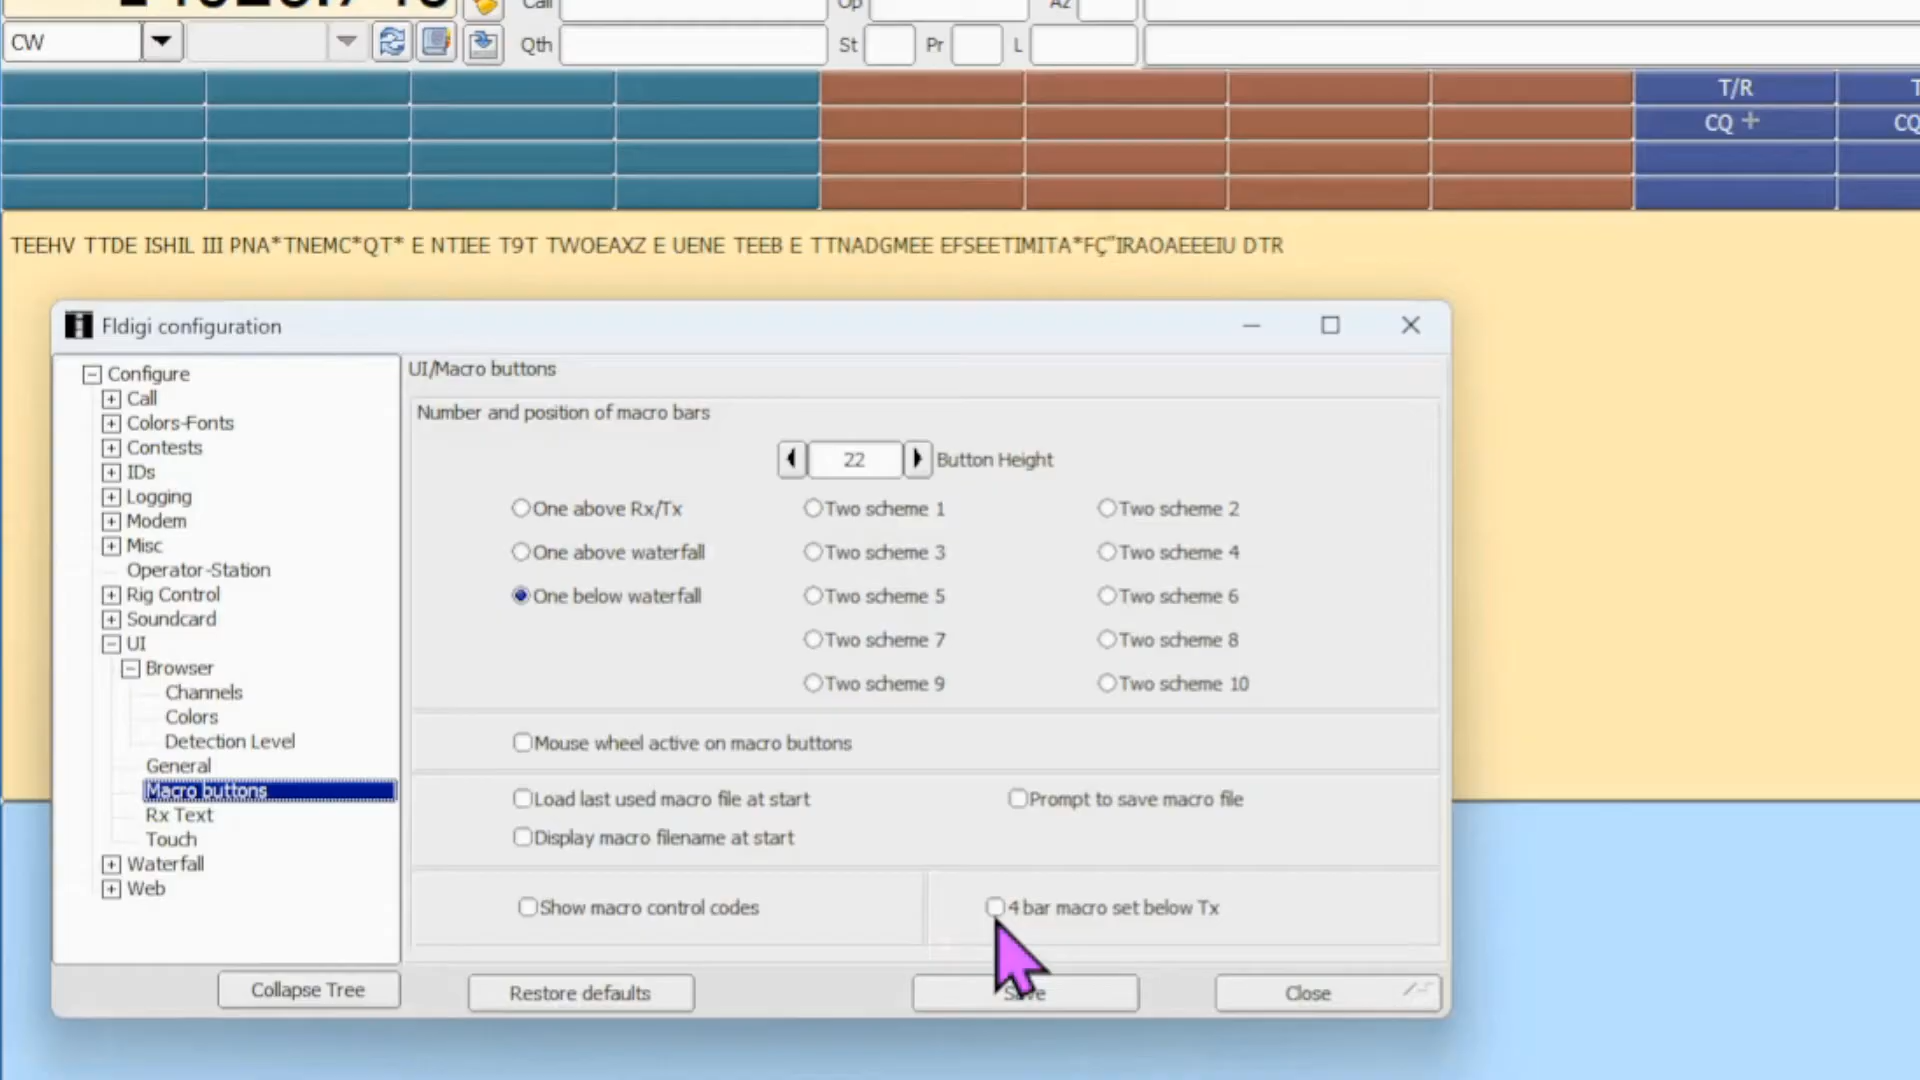 Call Op Az
CW Qth St Pr L
T/R
CQ + CQ
TEEHV TTDE ISHIL III PNA*TNEMC*QT* E NTIEE T9T TWOEAXZ E UENE TEEB E TTNADGMEE EFSEETIMITA*FÇ"IRAOAEEEIU DTR
Fldigi configuration
Configure
Call
Colors-Fonts
Contests
IDs
Logging
Modem
Misc
Operator-Station
Rig Control
Soundcard
UI
Browser
Channels
Colors
Detection Level
General
Macro buttons
Rx Text
Touch
Waterfall
Web
Collapse Tree
UI/Macro buttons
Number and position of macro bars
22 Button Height
One above Rx/Tx Two scheme 1 Two scheme 2
One above waterfall Two scheme 3 Two scheme 4
One below waterfall Two scheme 5 Two scheme 6
Two scheme 7 Two scheme 8
Two scheme 9 Two scheme 10
Mouse wheel active on macro buttons
Load last used macro file at start Prompt to save macro file
Display macro filename at start
Show macro control codes 4 bar macro set below Tx
Restore defaults Save Close